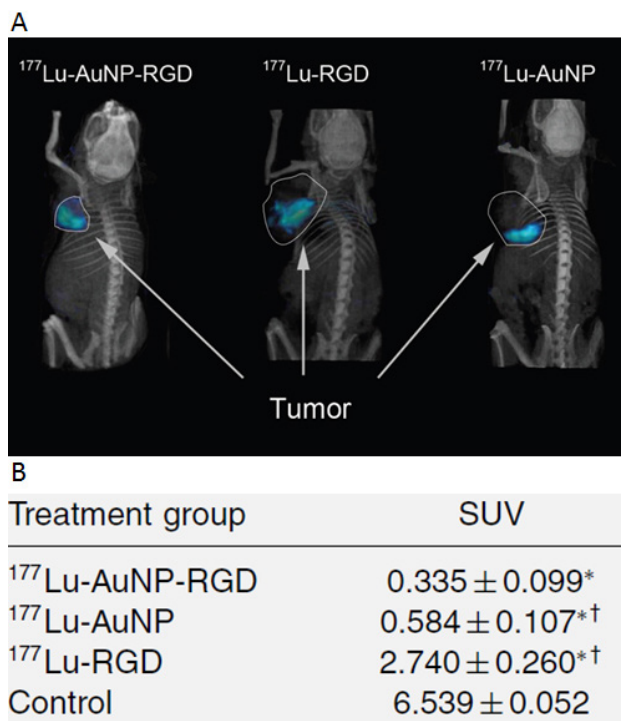 A
¹⁷⁷Lu-AuNP-RGD ¹⁷⁷Lu-RGD ¹⁷⁷Lu-AuNP
Tumor
B
Treatment group SUV
¹⁷⁷Lu-AuNP-RGD 0.335±0.099*
¹⁷⁷Lu-AuNP 0.584±0.107*†
¹⁷⁷Lu-RGD 2.740±0.260*†
Control 6.539±0.052